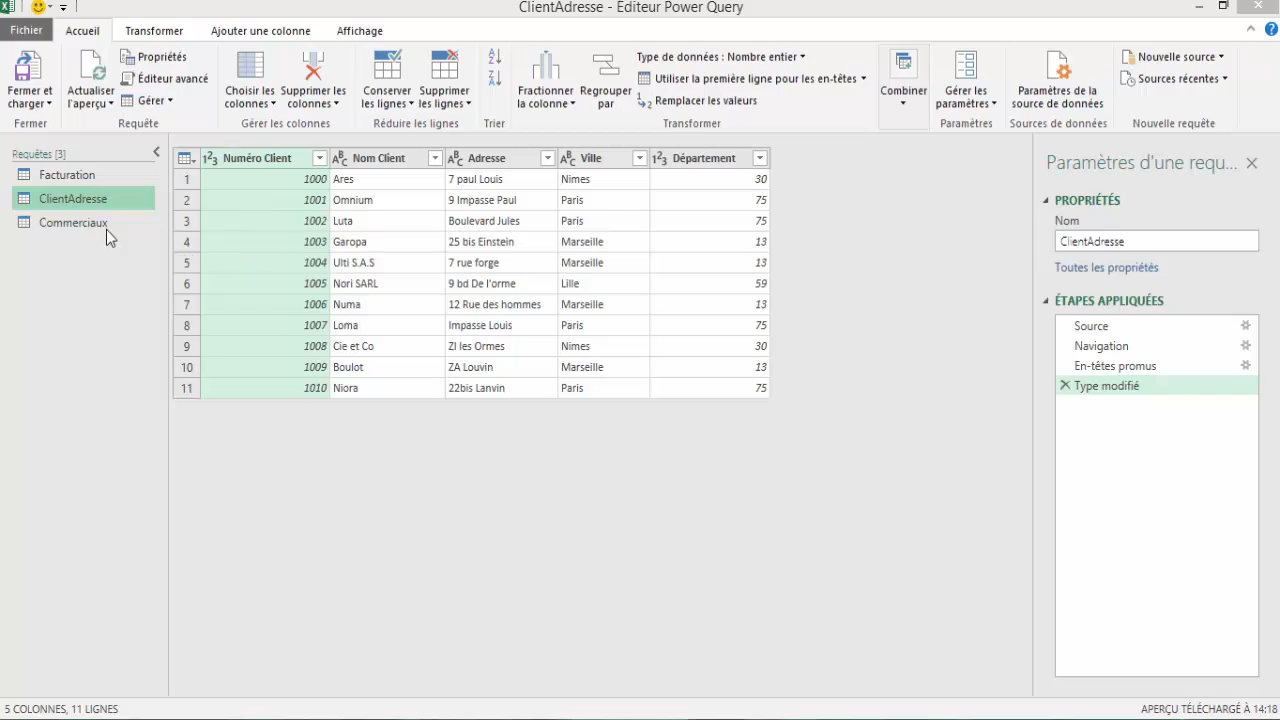 ClientAdresse - Editeur Power Query
Fichier Accueil Transformer Ajouter une colonne Affichage
Fermer et charger
Fermer
Actualiser l'aperçu
Propriétés
Éditeur avancé
Gérer
Requête
Choisir les colonnes
Supprimer les colonnes
Gérer les colonnes
Conserver les lignes
Supprimer les lignes
Réduire les lignes
Trier
Fractionner la colonne
Regrouper par
Type de données : Nombre entier
Utiliser la première ligne pour les en-têtes
Remplacer les valeurs
Transformer
Combiner
Gérer les paramètres
Paramètres
Paramètres de la source de données
Sources de données
Nouvelle source
Sources récentes
Nouvelle requête
Requêtes [3]
Facturation
ClientAdresse
Commerciaux
Numéro Client Nom Client Adresse Ville Département
1 1000 Ares 7 paul Louis Nimes 30
2 1001 Omnium 9 Impasse Paul Paris 75
3 1002 Luta Boulevard Jules Paris 75
4 1003 Garopa 25 bis Einstein Marseille 13
5 1004 Ulti S.A.S 7 rue forge Marseille 13
6 1005 Nori SARL 9 bd De l'orme Lille 59
7 1006 Numa 12 Rue des hommes Marseille 13
8 1007 Loma Impasse Louis Paris 75
9 1008 Cie et Co ZI les Ormes Nimes 30
10 1009 Boulot ZA Louvin Marseille 13
11 1010 Niora 22bis Lanvin Paris 75
Paramètres d'une requ...
PROPRIÉTÉS
Nom
ClientAdresse
Toutes les propriétés
ÉTAPES APPLIQUÉES
Source
Navigation
En-têtes promus
Type modifié
5 COLONNES, 11 LIGNES
APERÇU TÉLÉCHARGÉ À 14:18